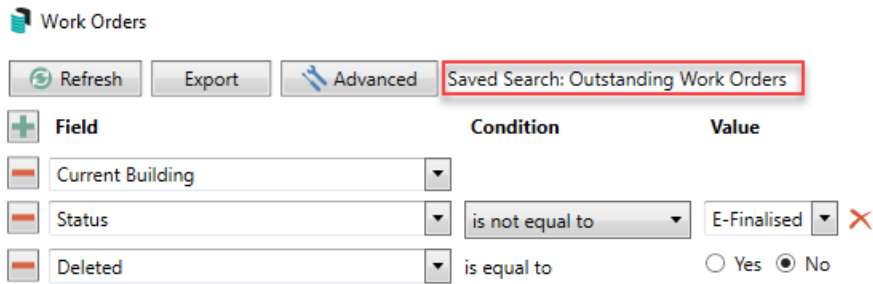 Work Orders
Refresh Export Advanced Saved Search: Outstanding Work Orders
Field Condition Value
Current Building
Status is not equal to E-Finalised
Deleted is equal to Yes No